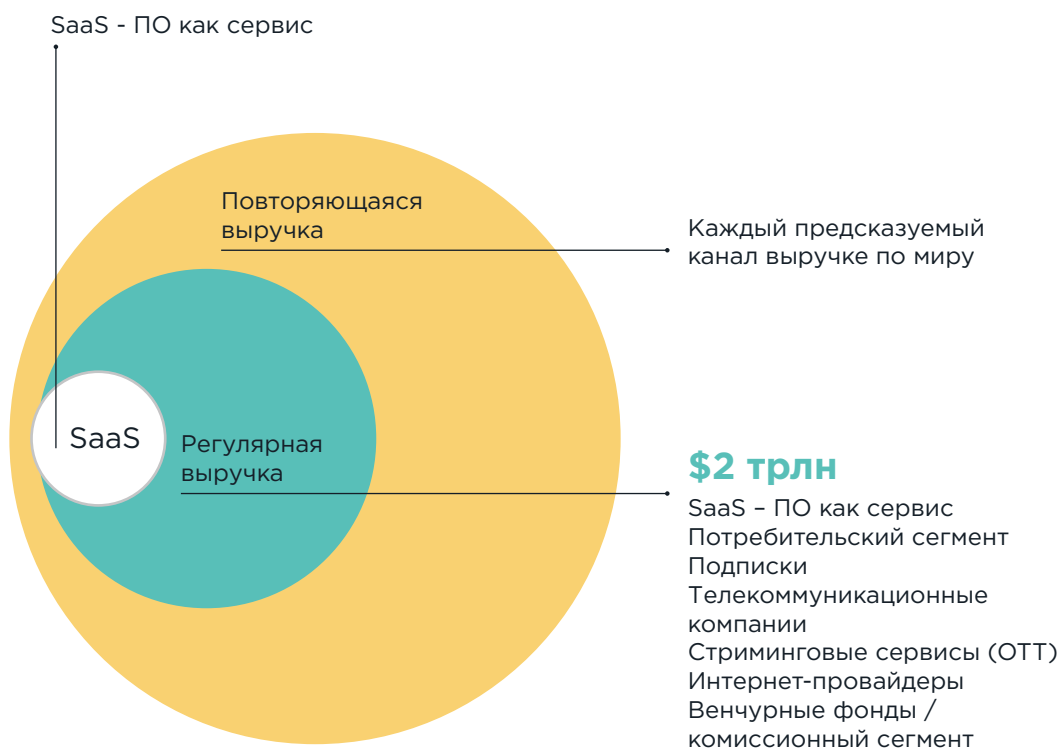 SaaS - ПО как сервис
Повторяющаяся
выручка
Каждый предсказуемый
канал выручке по миру
SaaS
Регулярная
выручка
$2 трлн
SaaS – ПО как сервис
Потребительский сегмент
Подписки
Телекоммуникационные
компании
Стриминговые сервисы (OTT)
Интернет-провайдеры
Венчурные фонды /
комиссионный сегмент